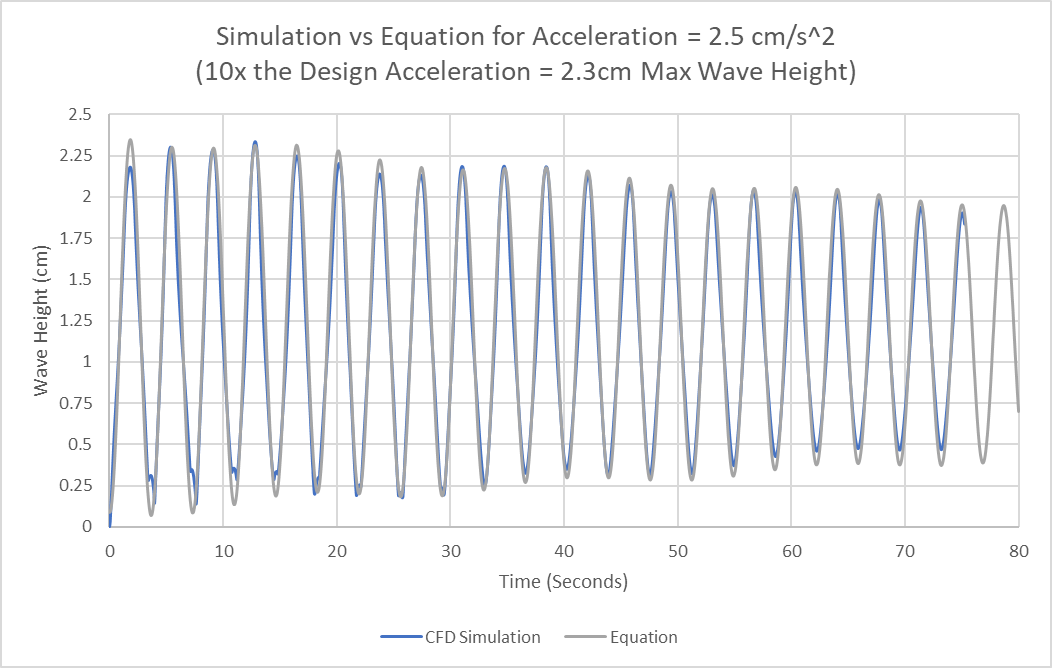 Simulation vs Equation for Acceleration = 2.5 cm/s^2
(10x the Design Acceleration = 2.3cm Max Wave Height)
2.5
2.25
2
1.75
1.5
1.25
1
0.75
0.5
0.25
0
Wave Height (cm)
0 10 20 30 40 50 60 70 80
Time (Seconds)
CFD Simulation Equation